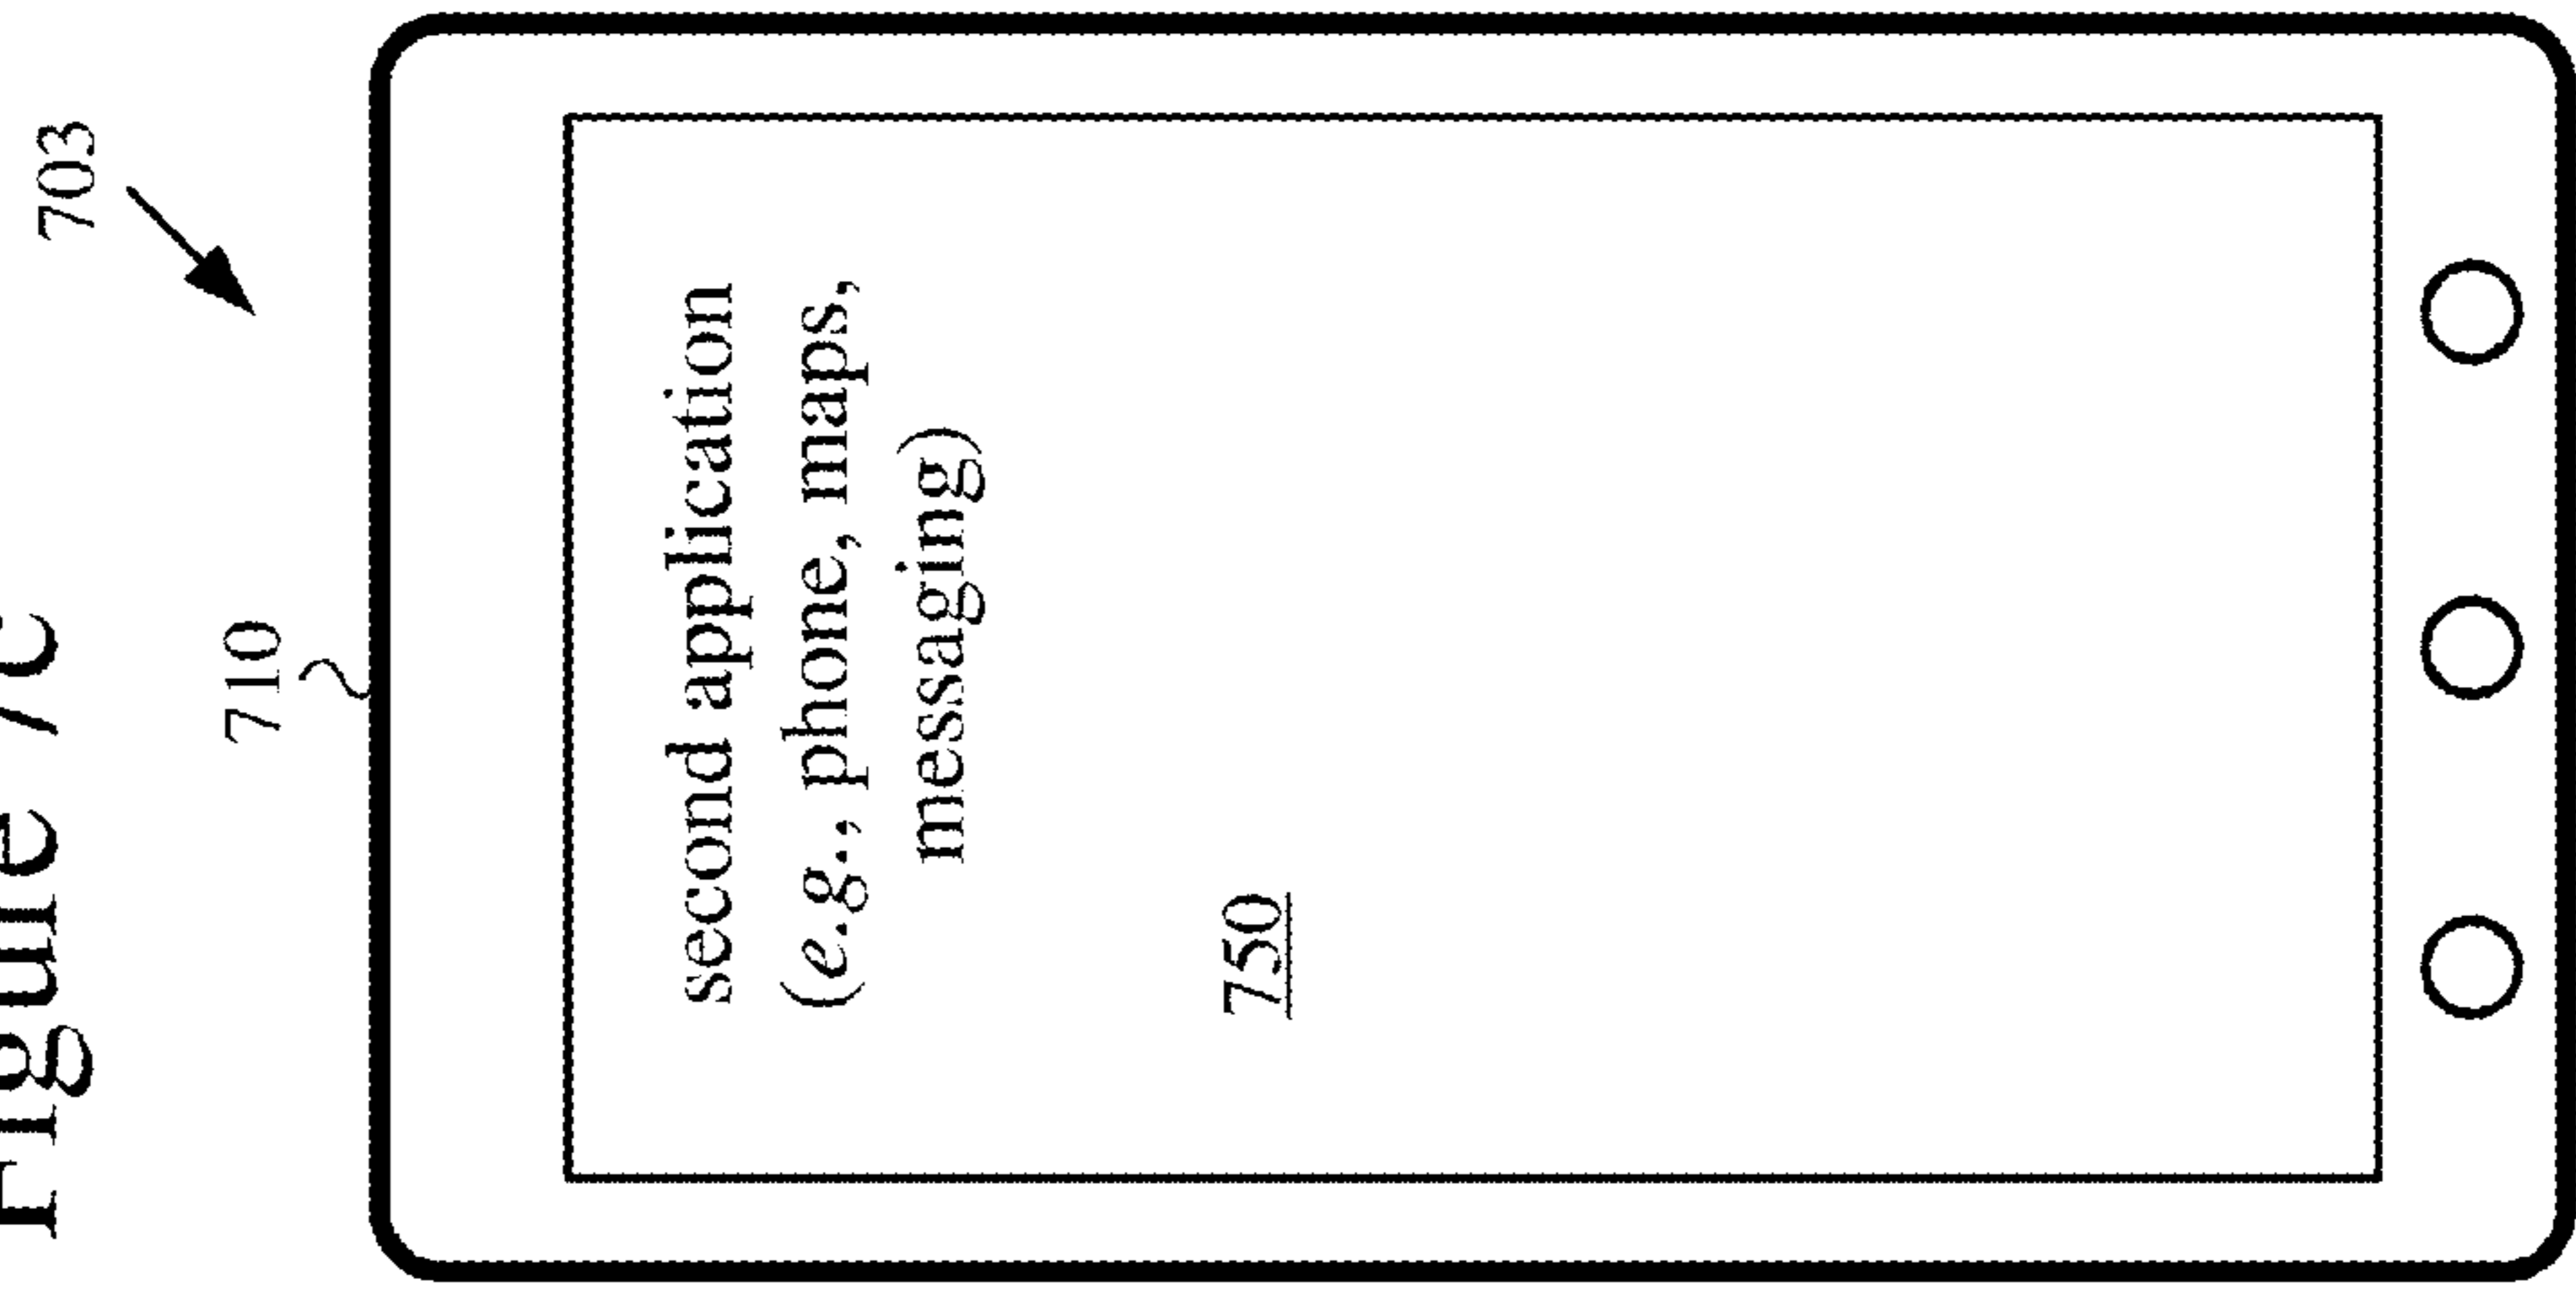 Figure 7c
703
710
second application
(e.g., phone, maps,
messaging)
750